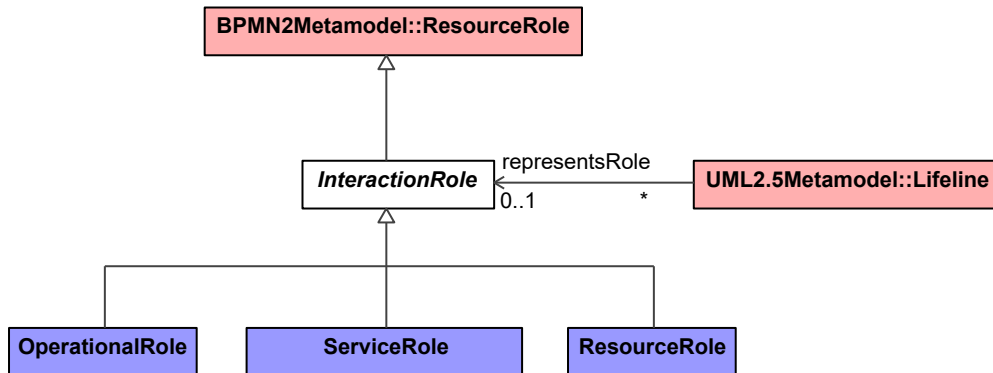 BPMN2Metamodel::ResourceRole
representsRole
InteractionRole
UML2.5Metamodel::Lifeline
0..1
*
OperationalRole
ServiceRole
ResourceRole